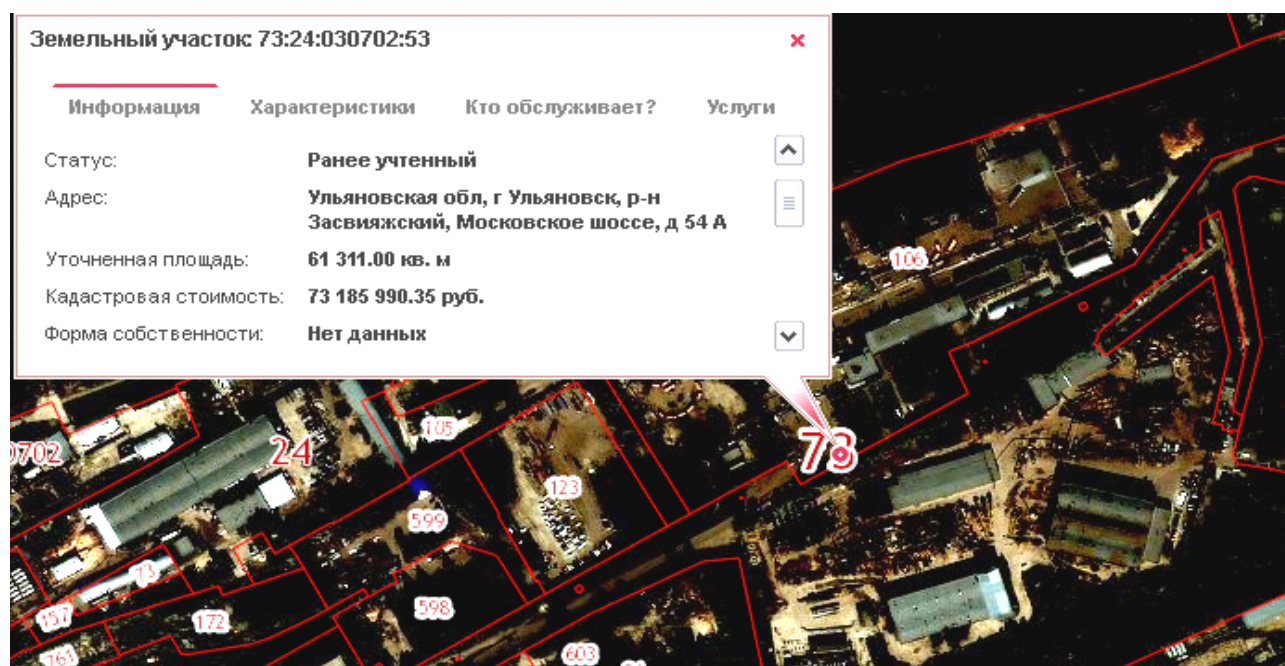 Земельный участок: 73:24:030702:53
Информация Характеристики Кто обслуживает? Услуги
Статус: Ранее учтенный
Адрес: Ульяновская обл, г Ульяновск, р-н
Засвияжский, Московское шоссе, д 54 А
Уточненная площадь: 61 311.00 кв. м
Кадастровая стоимость: 73 185 990.35 руб.
Форма собственности: Нет данных
106
105
0702
24
73
123
599
73
157
598
172
761
603